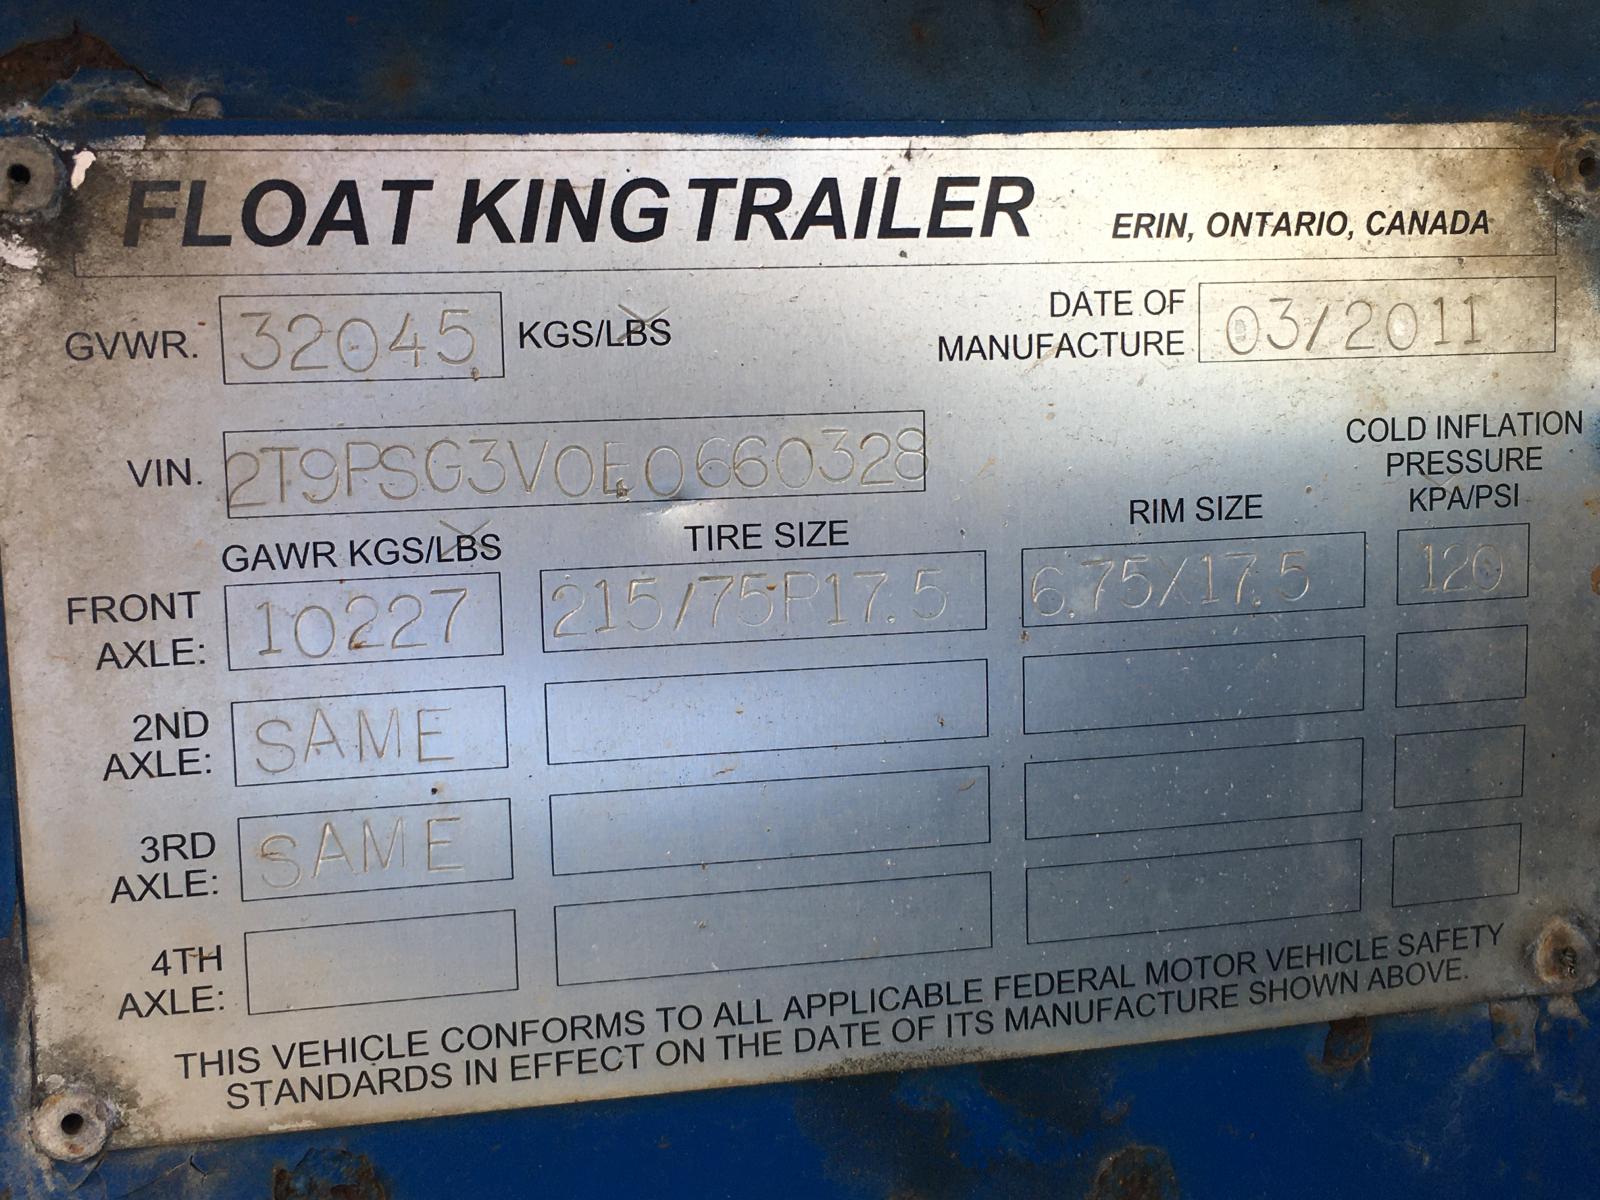 FLOAT KING TRAILER ERIN, ONTARIO, CANADA
GVWR. 32045 KGS/LBS DATE OF MANUFACTURE 03/2011
VIN. 2T9PSG3V0E0660328
COLD INFLATION
PRESSURE
GAWR KGS/LBS TIRE SIZE RIM SIZE KPA/PSI
FRONT AXLE: 10227 215/75P17.5 6.75X17.5 120
2ND AXLE: SAME
3RD AXLE: SAME
4TH AXLE:
THIS VEHICLE CONFORMS TO ALL APPLICABLE FEDERAL MOTOR VEHICLE SAFETY
STANDARDS IN EFFECT ON THE DATE OF ITS MANUFACTURE SHOWN ABOVE.